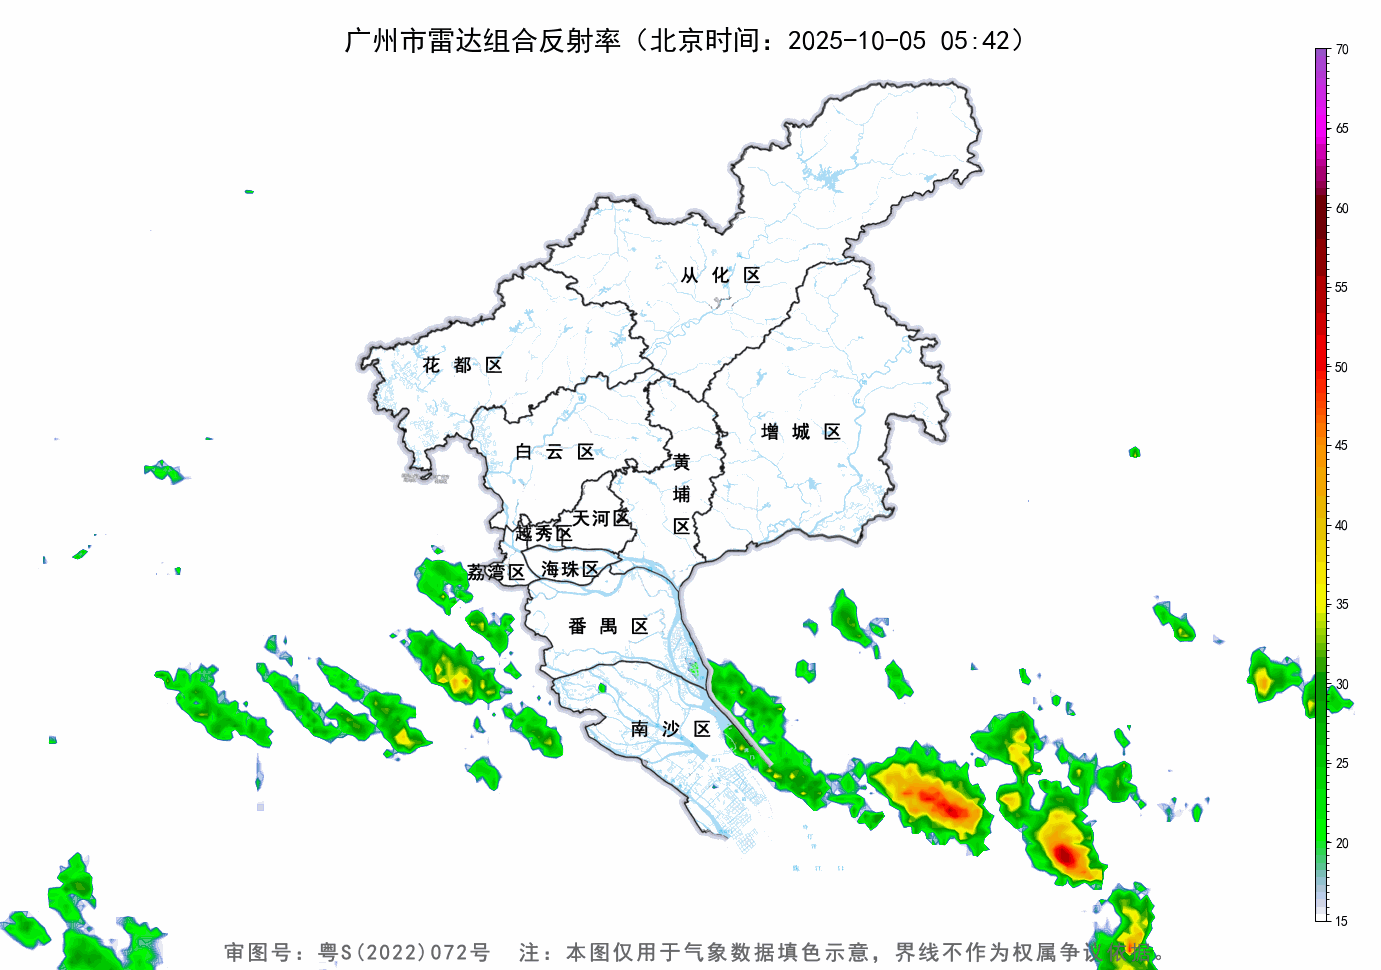 广州市雷达组合反射率（北京时间：2025-10-05 05:42）
70
65
60
55
50
45
40
35
30
25
20
15
从 化 区
花 都 区
增 城 区
白 云 区
黄
埔
区
天河区
越秀区
荔湾区
海珠区
番 禺 区
南 沙 区
审图号：粤S(2022)072号 注：本图仅用于气象数据填色示意，界线不作为权属争议依据。